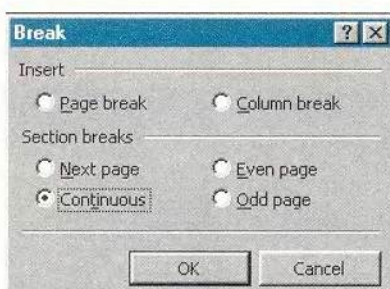 Break
Insert
Page break Column break
Section breaks
Next page Even page
Continuous Odd page
OK Cancel